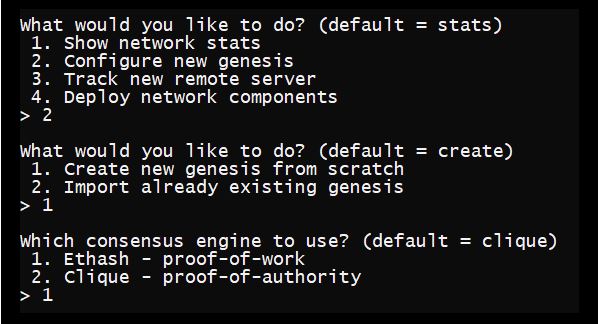 What would you like to do? (default = stats)
1. Show network stats
2. Configure new genesis
3. Track new remote server
4. Deploy network components
> 2
What would you like to do? (default = create)
1. Create new genesis from scratch
2. Import already existing genesis
> 1
Which consensus engine to use? (default = clique)
1. Ethash - proof-of-work
2. Clique - proof-of-authority
> 1